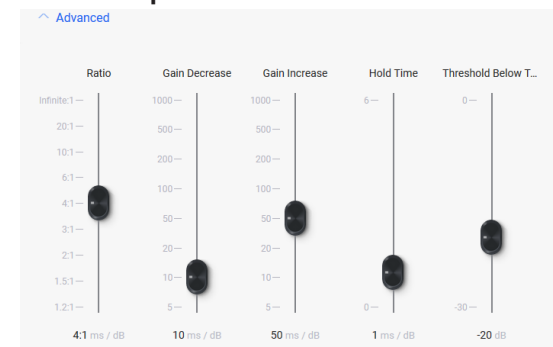 Advanced
Ratio Gain Decrease Gain Increase Hold Time Threshold Below T...
Infinite:1 1000 1000 6 0
20:1 500 500
10:1 200 200
6:1 100 100
4:1
3:1 50 50
2:1 20 20
1.5:1 10 10
1.2:1 5 5 0 -30
4:1 ms / dB 10 ms / dB 50 ms / dB 1 ms / dB -20 dB